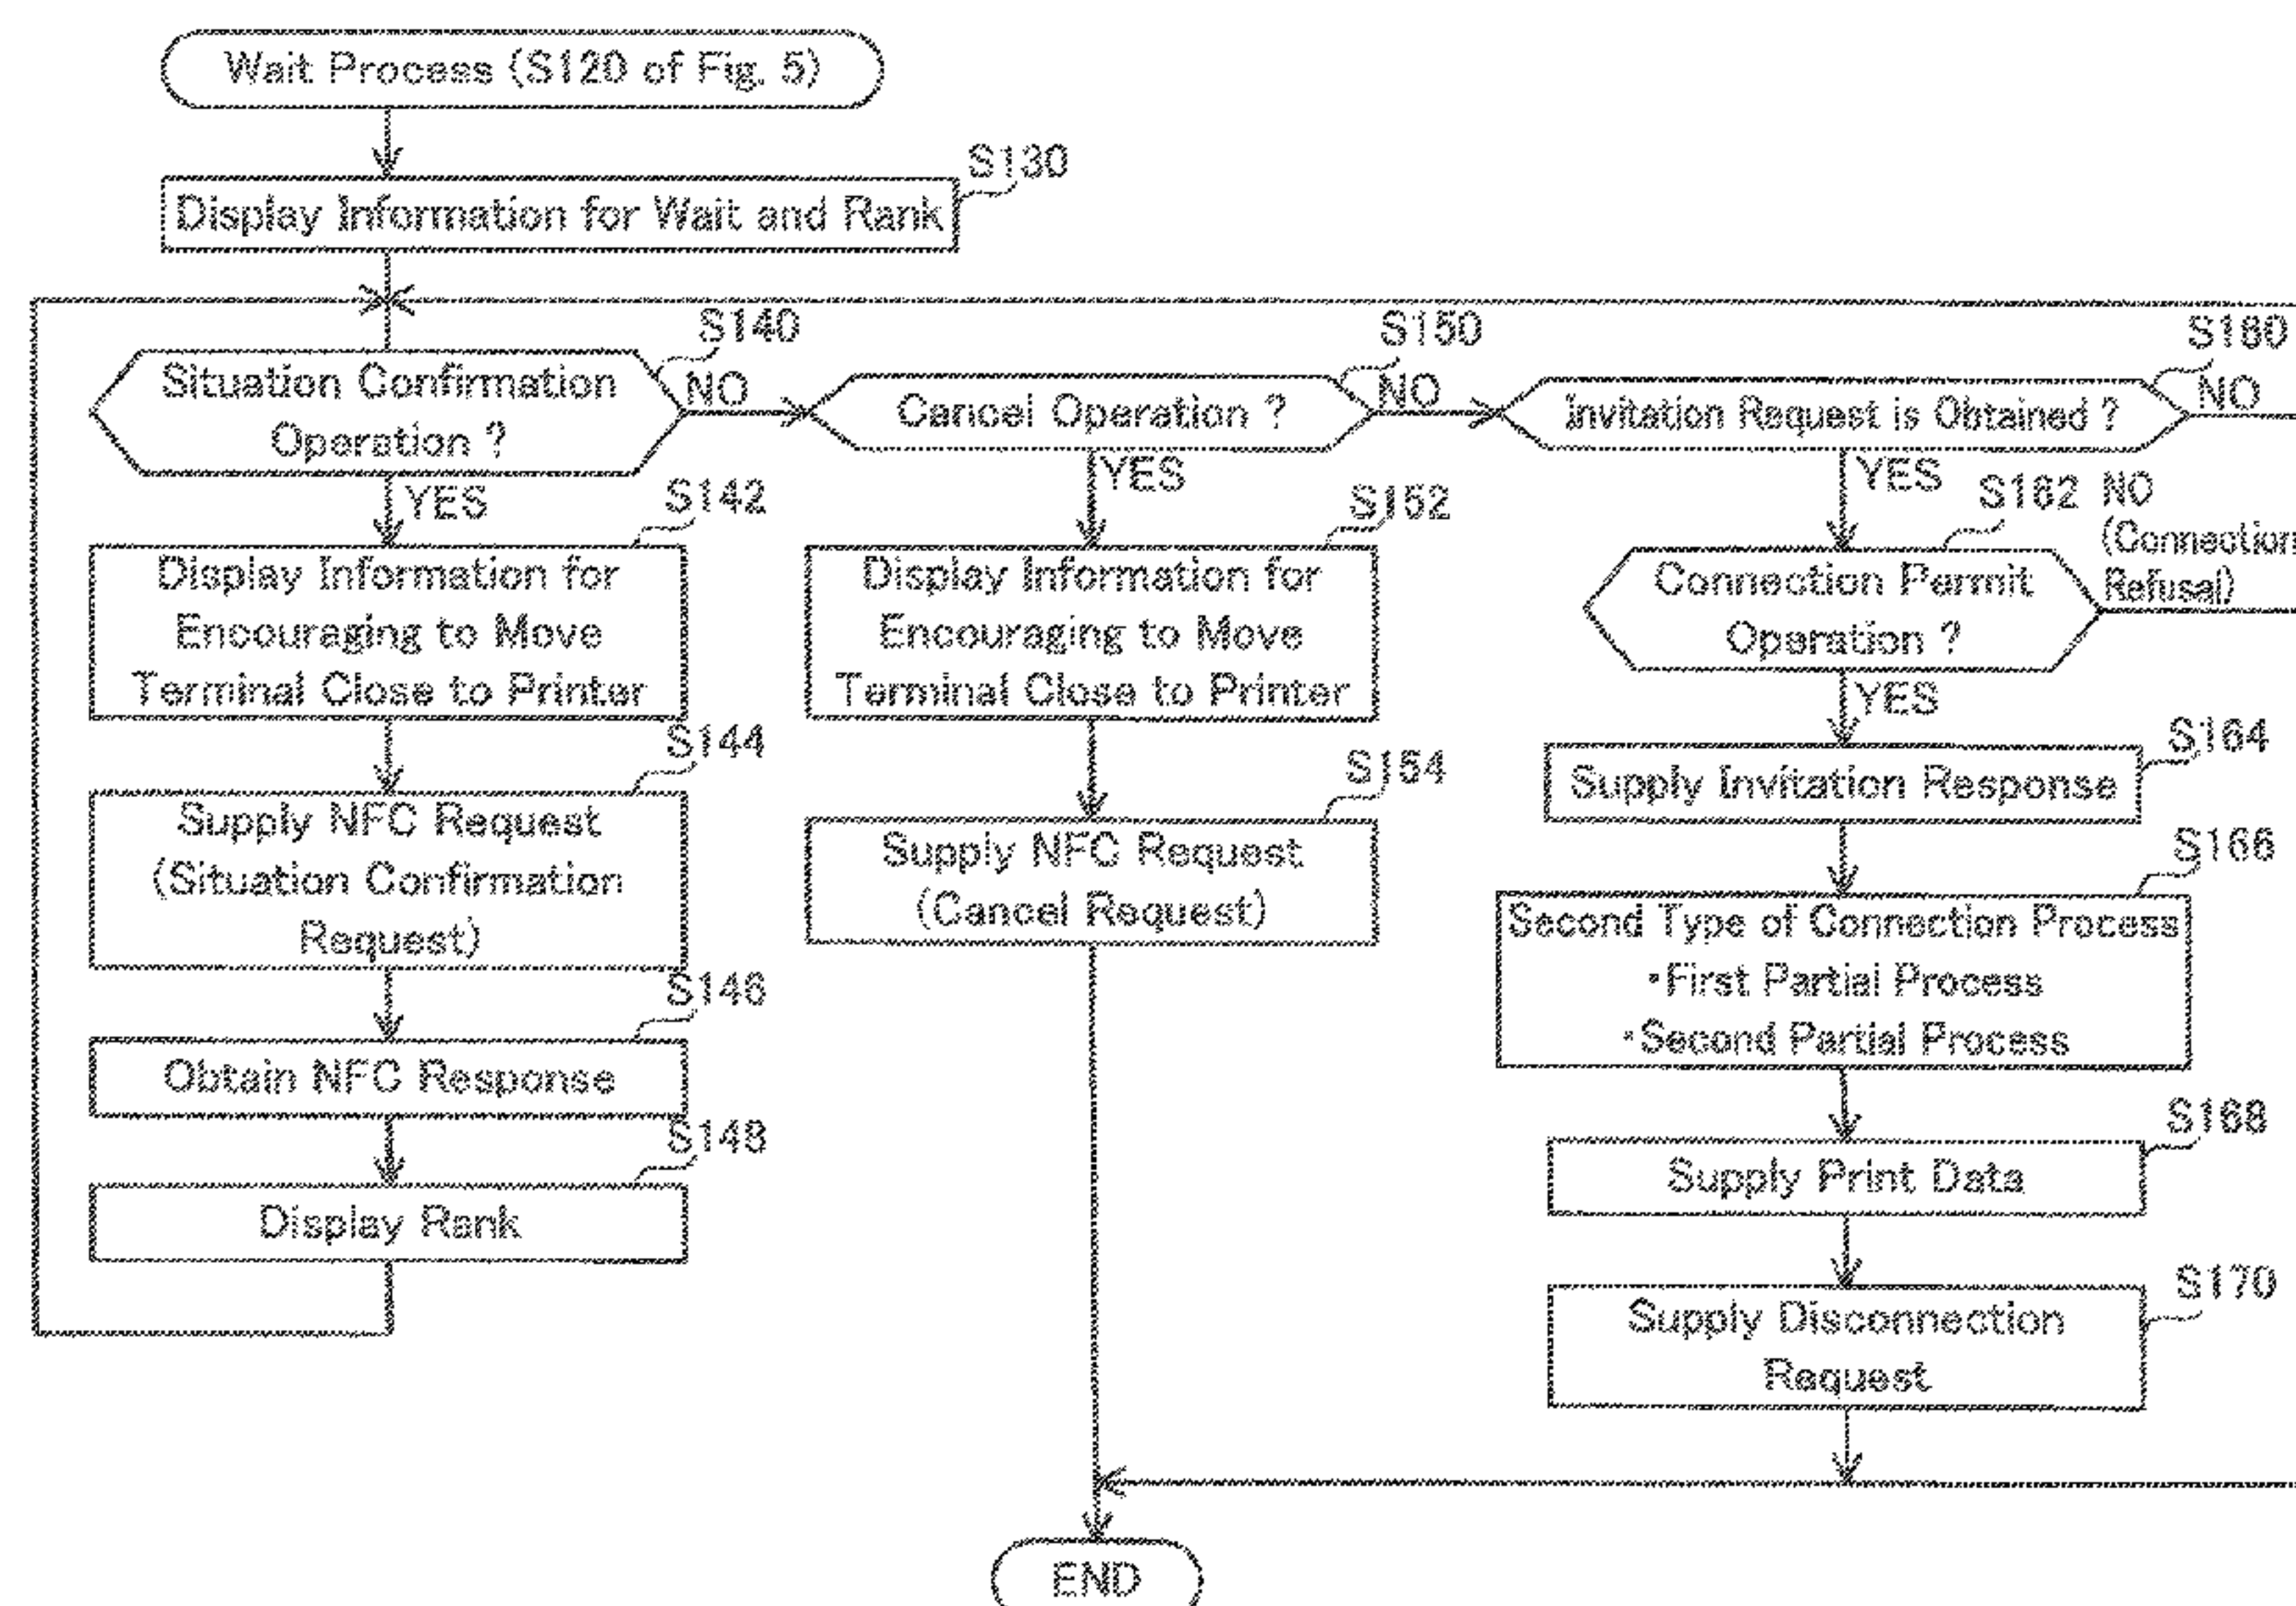 Wait Process (S120 of Fig. 5)
S130
Display Information for Wait and Rank
S140
Situation Confirmation
Operation ?
NO
YES
S142
Display Information for
Encouraging to Move
Terminal Close to Printer
S144
Supply NFC Request
(Situation Confirmation
Request)
S146
Obtain NFC Response
S148
Display Rank
S150
Cancel Operation ?
NO
YES
S152
Display Information for
Encouraging to Move
Terminal Close to Printer
S154
Supply NFC Request
(Cancel Request)
S160
Invitation Request is Obtained ?
NO
YES
S162
Connection Permit
Operation ?
NO
(Connection
Refusal)
YES
S164
Supply Invitation Response
S166
Second Type of Connection Process
・First Partial Process
・Second Partial Process
S168
Supply Print Data
S170
Supply Disconnection
Request
END